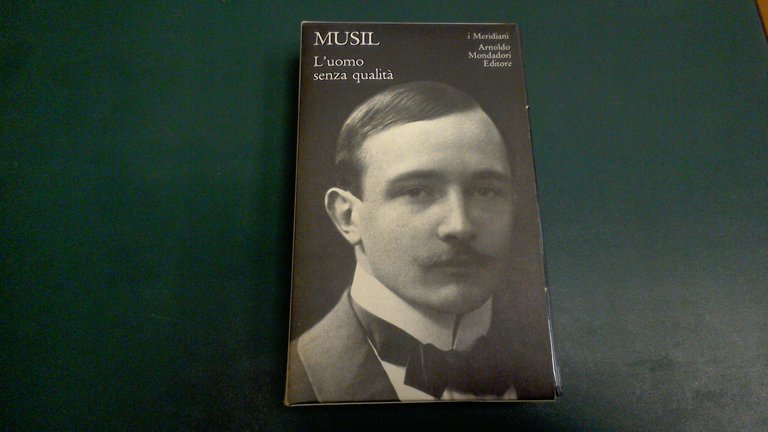 MUSIL
L'uomo
senza qualità
i Meridiani
Arnoldo
Mondadori
Editore